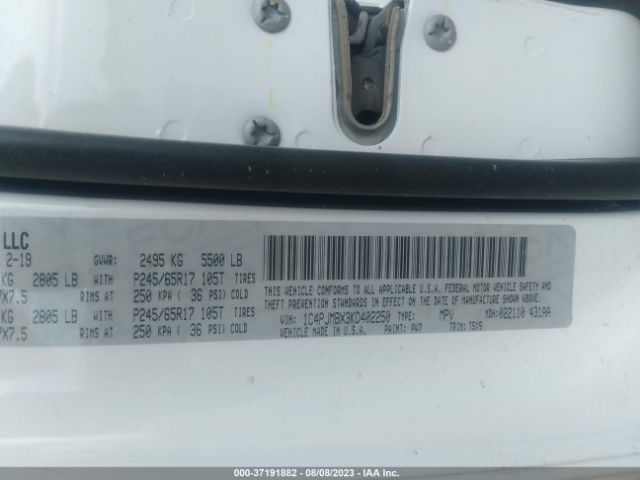 LLC
2-19 GVWR: 2495 KG 5500 LB
KG 2805 LB WITH P245/65R17 105T TIRES
7X7.5 RIMS AT 250 KPA ( 36 PSI) COLD
KG 2805 LB WITH P245/65R17 105T TIRES
7X7.5 RIMS AT 250 KPA ( 36 PSI) COLD
THIS VEHICLE CONFORMS TO ALL APPLICABLE U.S.A. FEDERAL MOTOR VEHICLE SAFETY AND
THEFT PREVENTION STANDARDS IN EFFECT ON THE DATE OF MANUFACTURE SHOWN ABOVE.
VIN: 1C4PJMBX3KD402250 TYPE: MPV MDH: 022110 431AA
VEHICLE MADE IN U.S.A. PAINT: PW7 TRIM: T5X9
000-37191882 / 08/08/2023 - IAA Inc.